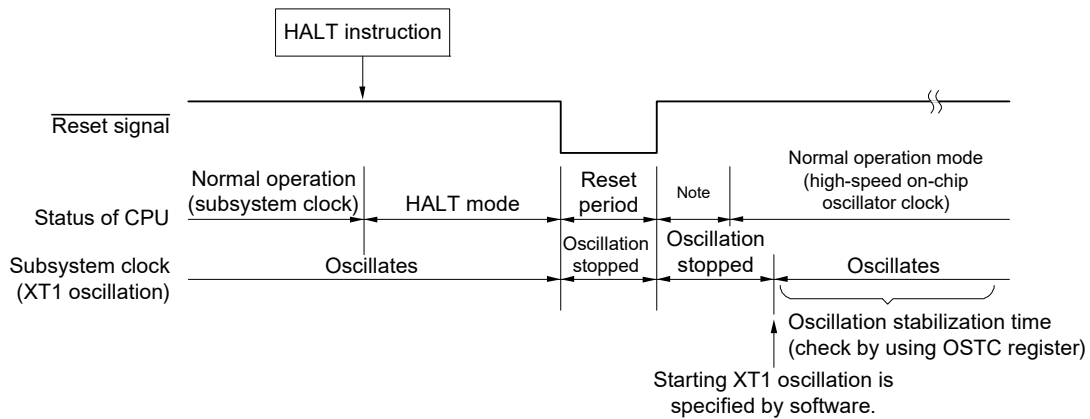 HALT instruction
Reset signal
Status of CPU
Normal operation
(subsystem clock)
HALT mode
Reset
period
Note
Normal operation mode
(high-speed on-chip
oscillator clock)
Subsystem clock
(XT1 oscillation)
Oscillates
Oscillation
stopped
Oscillation
stopped
Oscillates
Oscillation stabilization time
(check by using OSTC register)
Starting XT1 oscillation is
specified by software.